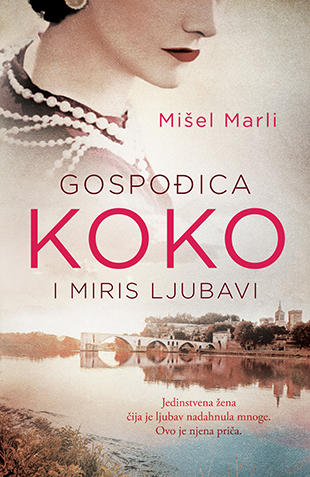 Mišel Marli
GOSPOĐICA
KOKO
I MIRIS LJUBAVI
Jedinstvena žena
čija je ljubav nadahnula mnoge.
Ovo je njena priča.